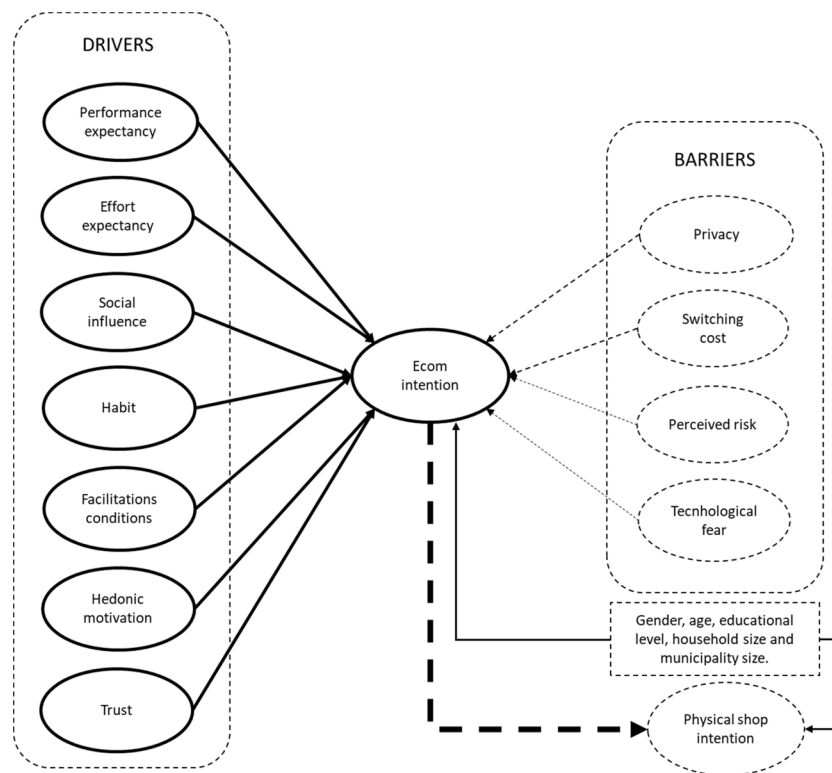 DRIVERS
Performance
expectancy
Effort
expectancy
Social
influence
Habit
Facilitations
conditions
Hedonic
motivation
Trust
Ecom
intention
BARRIERS
Privacy
Switching
cost
Perceived risk
Tecnhological
fear
Gender, age, educational
level, household size and
municipality size.
Physical shop
intention